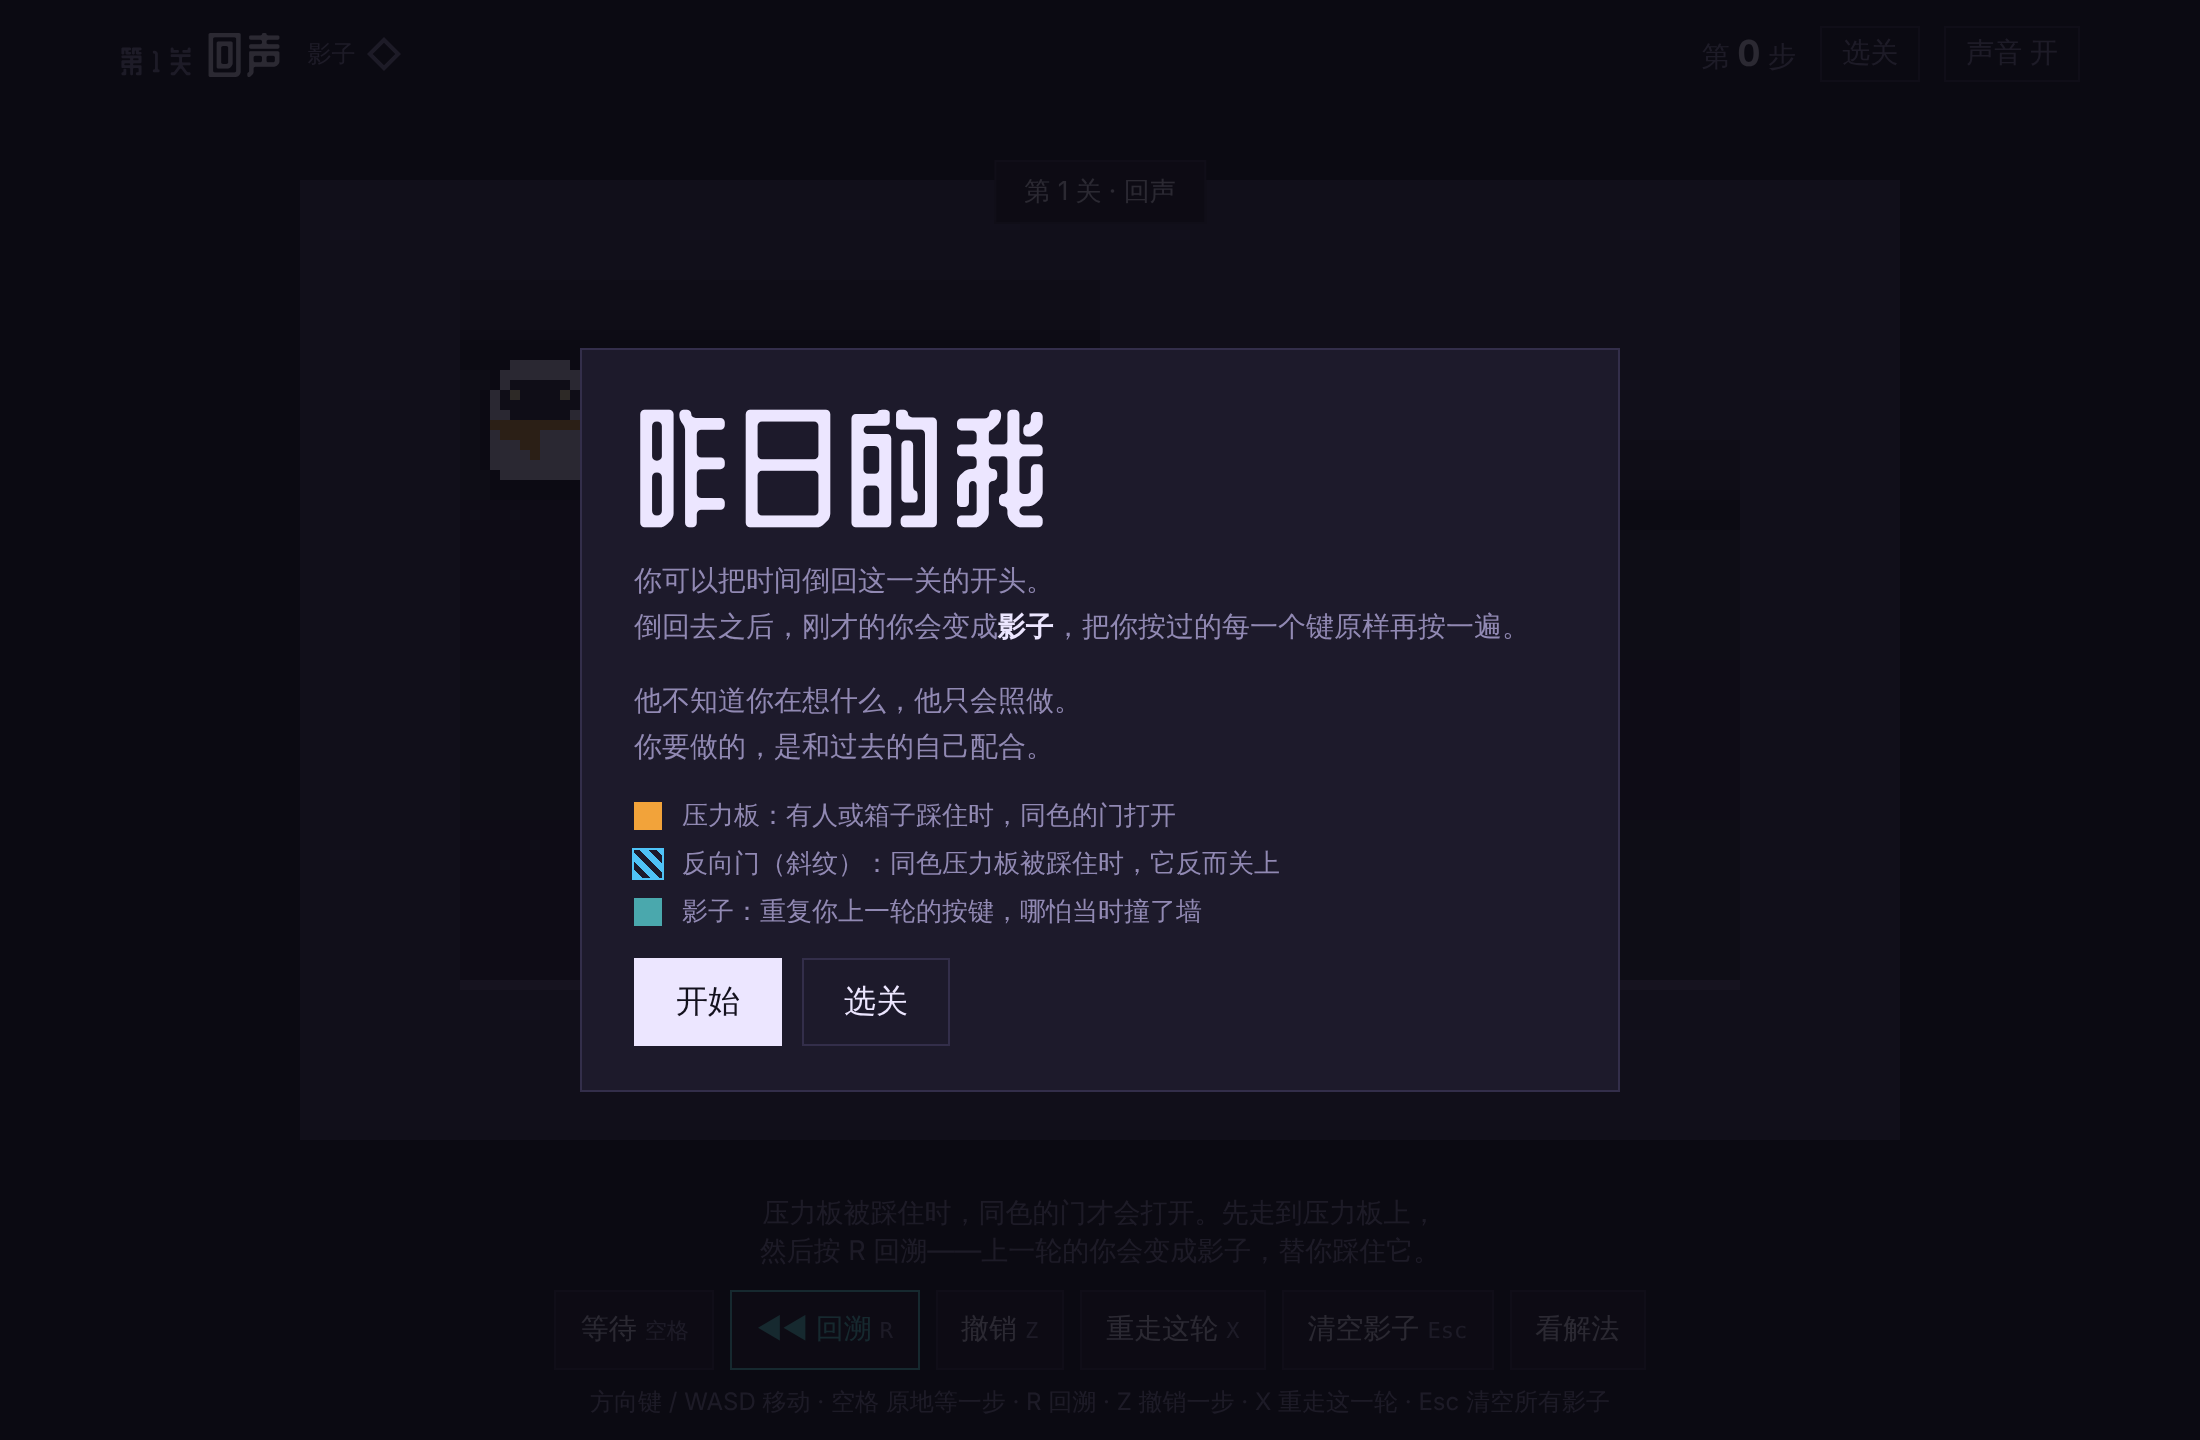 第 1 关 回声 影子
第 0 步 选关 声音 开
第 1 关 · 回声
昨日的我
你可以把时间倒回这一关的开头。
倒回去之后，刚才的你会变成影子，把你按过的每一个键原样再按一遍。
他不知道你在想什么，他只会照做。
你要做的，是和过去的自己配合。
压力板：有人或箱子踩住时，同色的门打开
反向门（斜纹）：同色压力板被踩住时，它反而关上
影子：重复你上一轮的按键，哪怕当时撞了墙
开始 选关
压力板被踩住时，同色的门才会打开。先走到压力板上，
然后按 R 回溯——上一轮的你会变成影子，替你踩住它。
等待 空格 ◀◀ 回溯 R 撤销 Z 重走这轮 X 清空影子 Esc 看解法
方向键 / WASD 移动 · 空格 原地等一步 · R 回溯 · Z 撤销一步 · X 重走这一轮 · Esc 清空所有影子